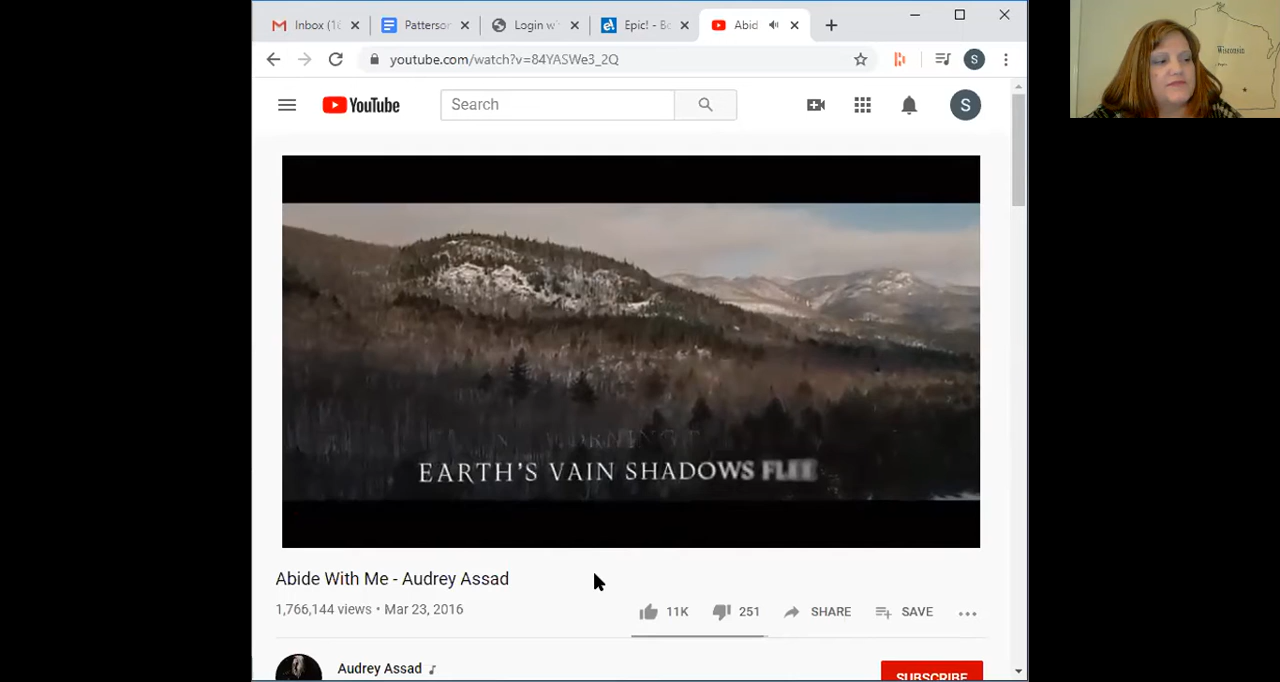 Inbox (1
Patterson
Login w
Epic! - Bo
Abid
youtube.com/watch?v=84YASWe3_2Q
S
YouTube
Search
S
Wisconsin
EARTH'S VAIN SHADOWS FLEE
Abide With Me - Audrey Assad
1,766,144 views • Mar 23, 2016
11K
251
SHARE
SAVE
Audrey Assad
SUBSCRIBE